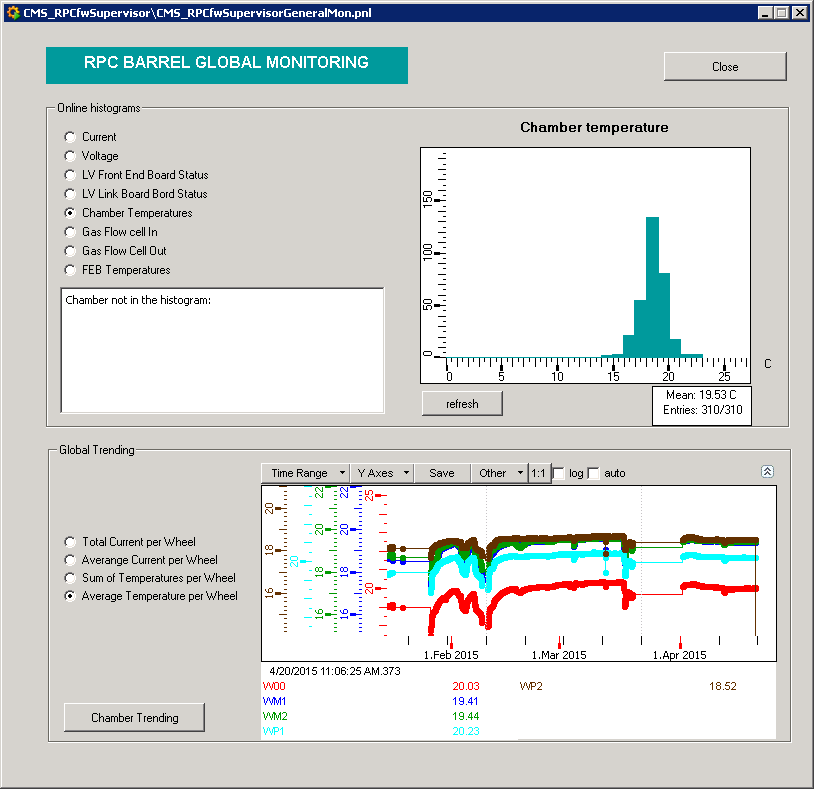 CMS_RPCfwSupervisor\CMS_RPCfwSupervisorGeneralMon.pnl
RPC BARREL GLOBAL MONITORING
Close
Online histograms
Current
Voltage
LV Front End Board Status
LV Link Board Bord Status
Chamber Temperatures
Gas Flow cell In
Gas Flow Cell Out
FEB Temperatures
Chamber not in the histogram:
Chamber temperature
150
100
50
0
0 5 10 15 20 25
C
refresh
Mean: 19.53 C
Entries: 310/310
Global Trending
Total Current per Wheel
Averange Current per Wheel
Sum of Temperatures per Wheel
Average Temperature per Wheel
Chamber Trending
Time Range Y Axes Save Other 1:1 log auto
20 22 22 25
18 20 20 20
16 18 18 20
16 16
1.Feb 2015 1.Mar 2015 1.Apr 2015
4/20/2015 11:06:25 AM.373
W00 20.03 WP2 18.52
WM1 19.41
WM2 19.44
WP1 20.23